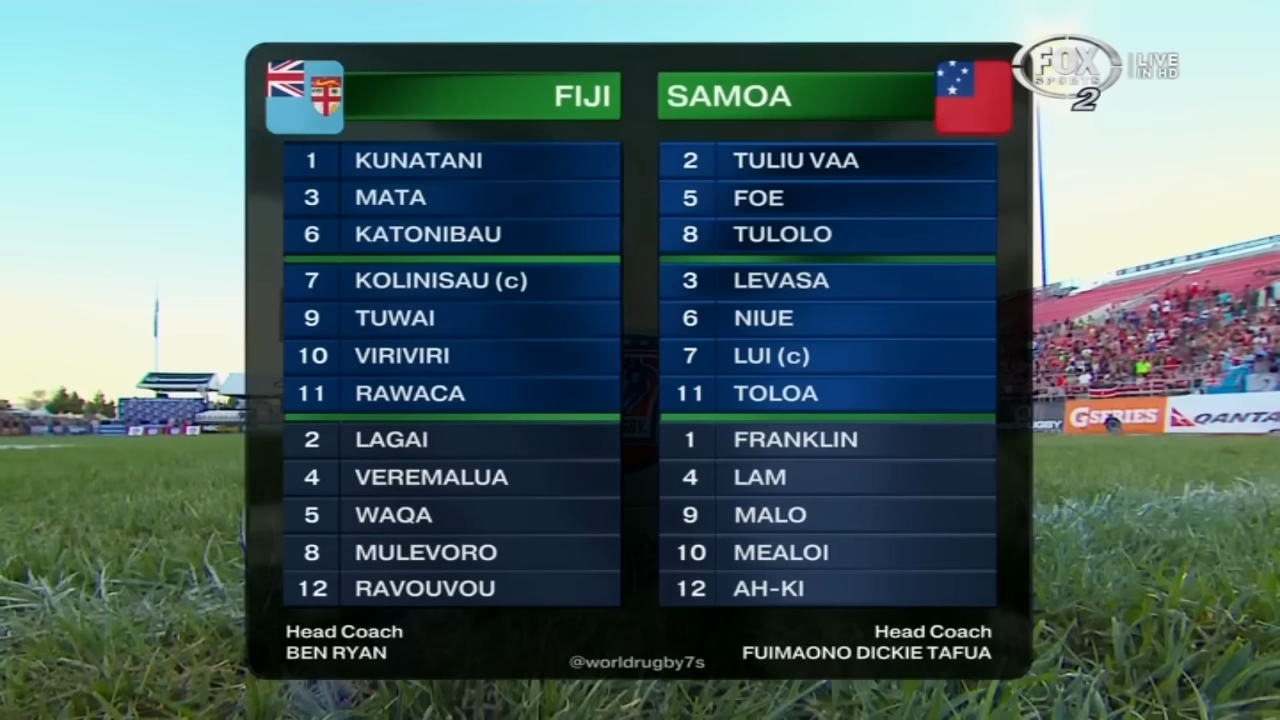 FIJI
SAMOA
FOX
SPORTS
2
LIVE
IN HD
1 KUNATANI
3 MATA
6 KATONIBAU
7 KOLINISAU (c)
9 TUWAI
10 VIRIVIRI
11 RAWACA
2 LAGAI
4 VEREMALUA
5 WAQA
8 MULEVORO
12 RAVOUVOU
Head Coach
BEN RYAN
2 TULIU VAA
5 FOE
8 TULOLO
3 LEVASA
6 NIUE
7 LUI (c)
11 TOLOA
1 FRANKLIN
4 LAM
9 MALO
10 MEALOI
12 AH-KI
Head Coach
FUIMAONO DICKIE TAFUA
@worldrugby7s
GSERIES
QANTA